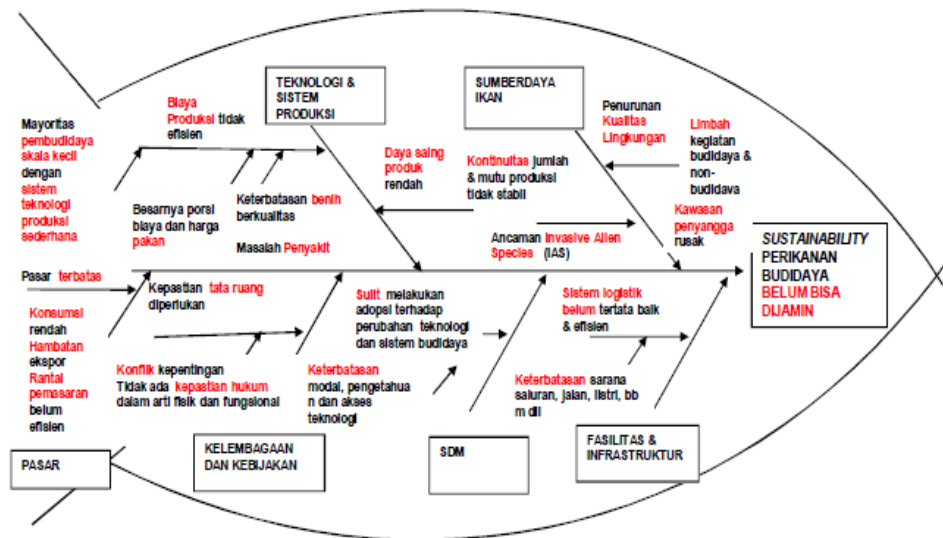 TEKNOLOGI &
SISTEM
PRODUKSI
SUMBERDAYA
IKAN
Mayoritas
pembudidaya
skala kecil
dengan
sistem
teknologi
produksi
sederhana
Biaya
Produksi tidak
efisien
Besarnya porsi
biaya dan harga
pakan
Keterbatasan benih
berkualitas
Masalah Penyakit
Daya saing
produk
rendah
Kontinuitas jumlah
& mutu produksi
tidak stabil
Penurunan
Kualitas
Lingkungan
Limbah
kegiatan
budidaya &
non-
budidava
Ancaman Invasive Alien
Species (IAS)
Kawasan
penyangga
rusak
SUSTAINABILITY
PERIKANAN
BUDIDAYA
BELUM BISA
DIJAMIN
Pasar terbatas
Konsumsi
rendah
Hambatan
ekspor
Rantai
pemasaran
belum
efisien
Kepastian tata ruang
diperlukan
Konflik kepentingan
Tidak ada kepastian hukum
dalam arti fisik dan fungsional
Sulit melakukan
adopsi terhadap
perubahan teknologi
dan sistem budidaya
Keterbatasan
modal, pengetahua
n dan akses
teknologi
Sistem logistik
belum tertata baik
& efisien
Keterbatasan sarana
saluran, jalan, listri, bb
m dll
PASAR
KELEMBAGAAN
DAN KEBIJAKAN
SDM
FASILITAS &
INFRASTRUKTUR